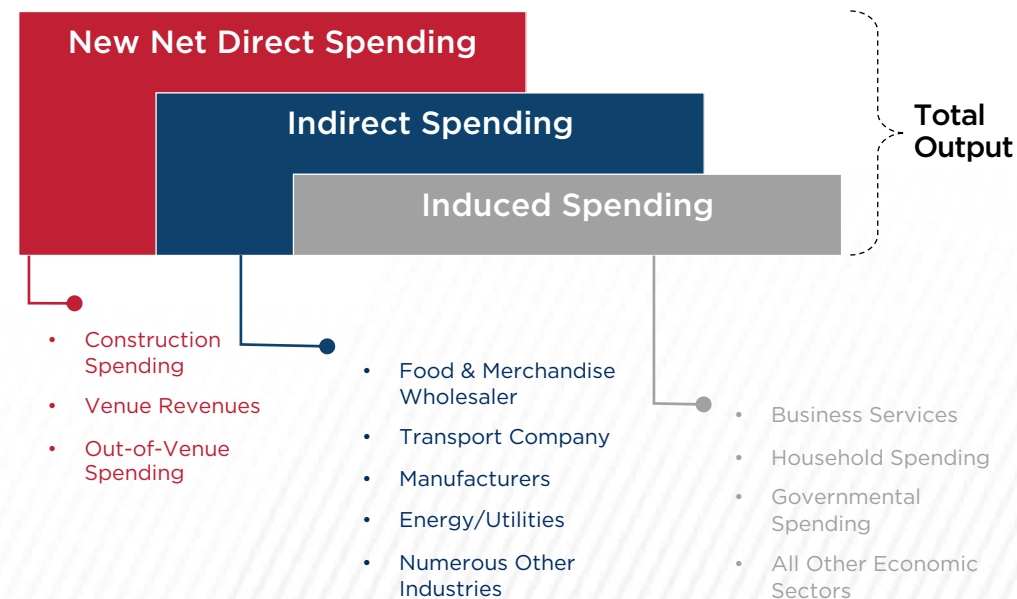 New Net Direct Spending
Indirect Spending
Induced Spending
Total
Output
• Construction
Spending
• Venue Revenues
• Out-of-Venue
Spending
• Food & Merchandise
Wholesaler
• Transport Company
• Manufacturers
• Energy/Utilities
• Numerous Other
Industries
• Business Services
• Household Spending
• Governmental
Spending
• All Other Economic
Sectors